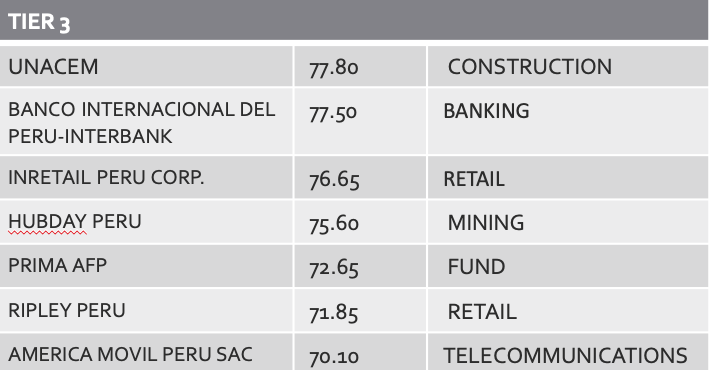 TIER 3
UNACEM 77.80 CONSTRUCTION
BANCO INTERNACIONAL DEL 77.50 BANKING
PERU-INTERBANK
INRETAIL PERU CORP. 76.65 RETAIL
HUBDAY PERU 75.60 MINING
PRIMA AFP 72.65 FUND
RIPLEY PERU 71.85 RETAIL
AMERICA MOVIL PERU SAC 70.10 TELECOMMUNICATIONS